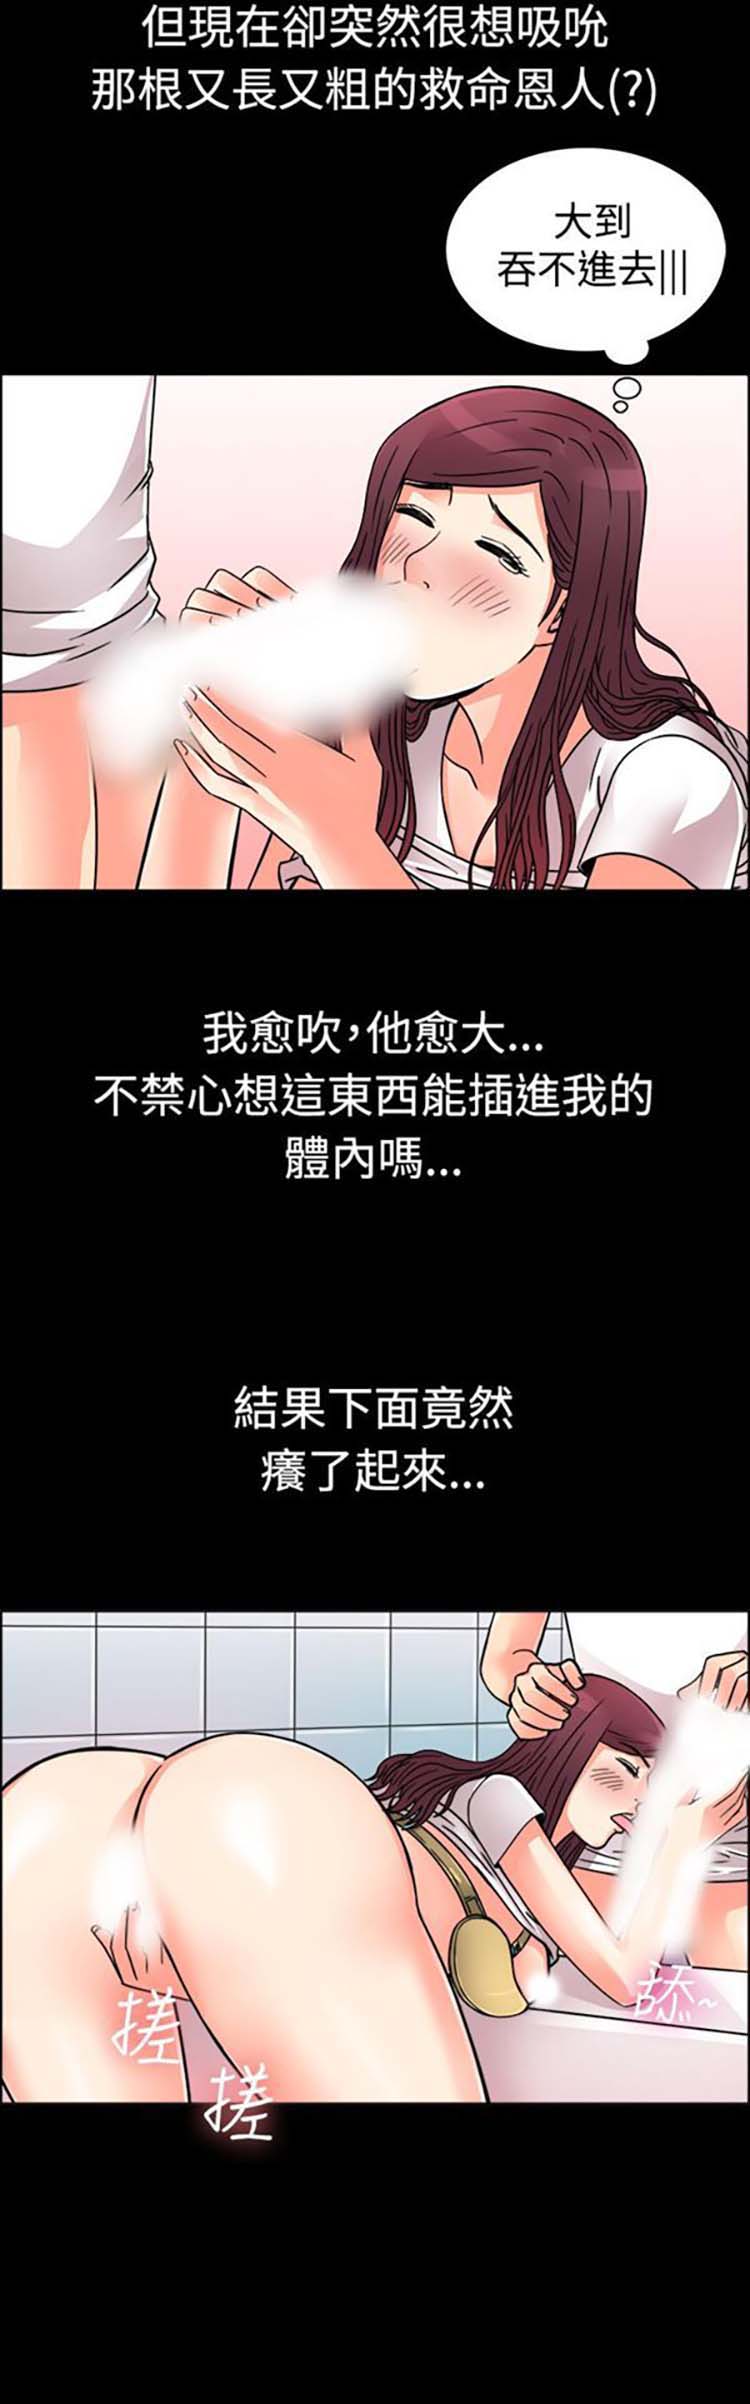 但現在卻突然很想吸吮
那根又長又粗的救命恩人(?)
大到
吞不進去|||
我愈吹，他愈大...
不禁心想這東西能插進我的
體內嗎...
結果下面竟然
癢了起來...
搓
搓
舔~